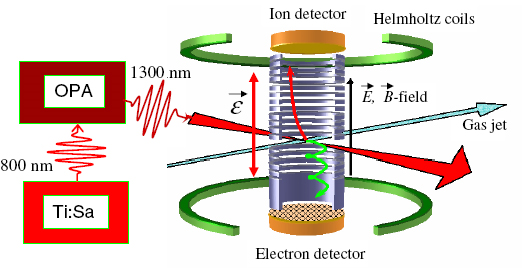 Ion detector
Helmholtz coils
1300 nm
OPA
ε
E, B-field
Gas jet
800 nm
Ti:Sa
Electron detector